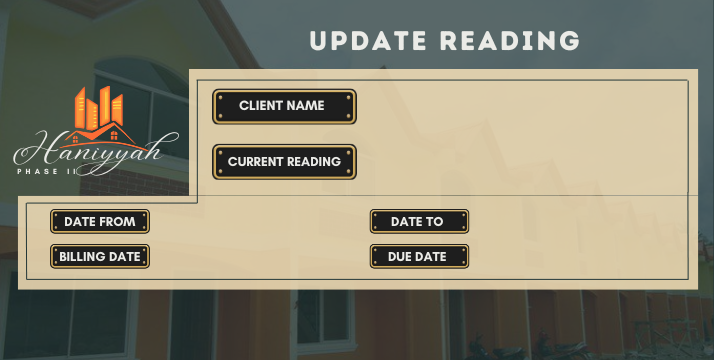 UPDATE READING
CLIENT NAME
Haniyyah
PHASE II
CURRENT READING
DATE FROM
DATE TO
BILLING DATE
DUE DATE